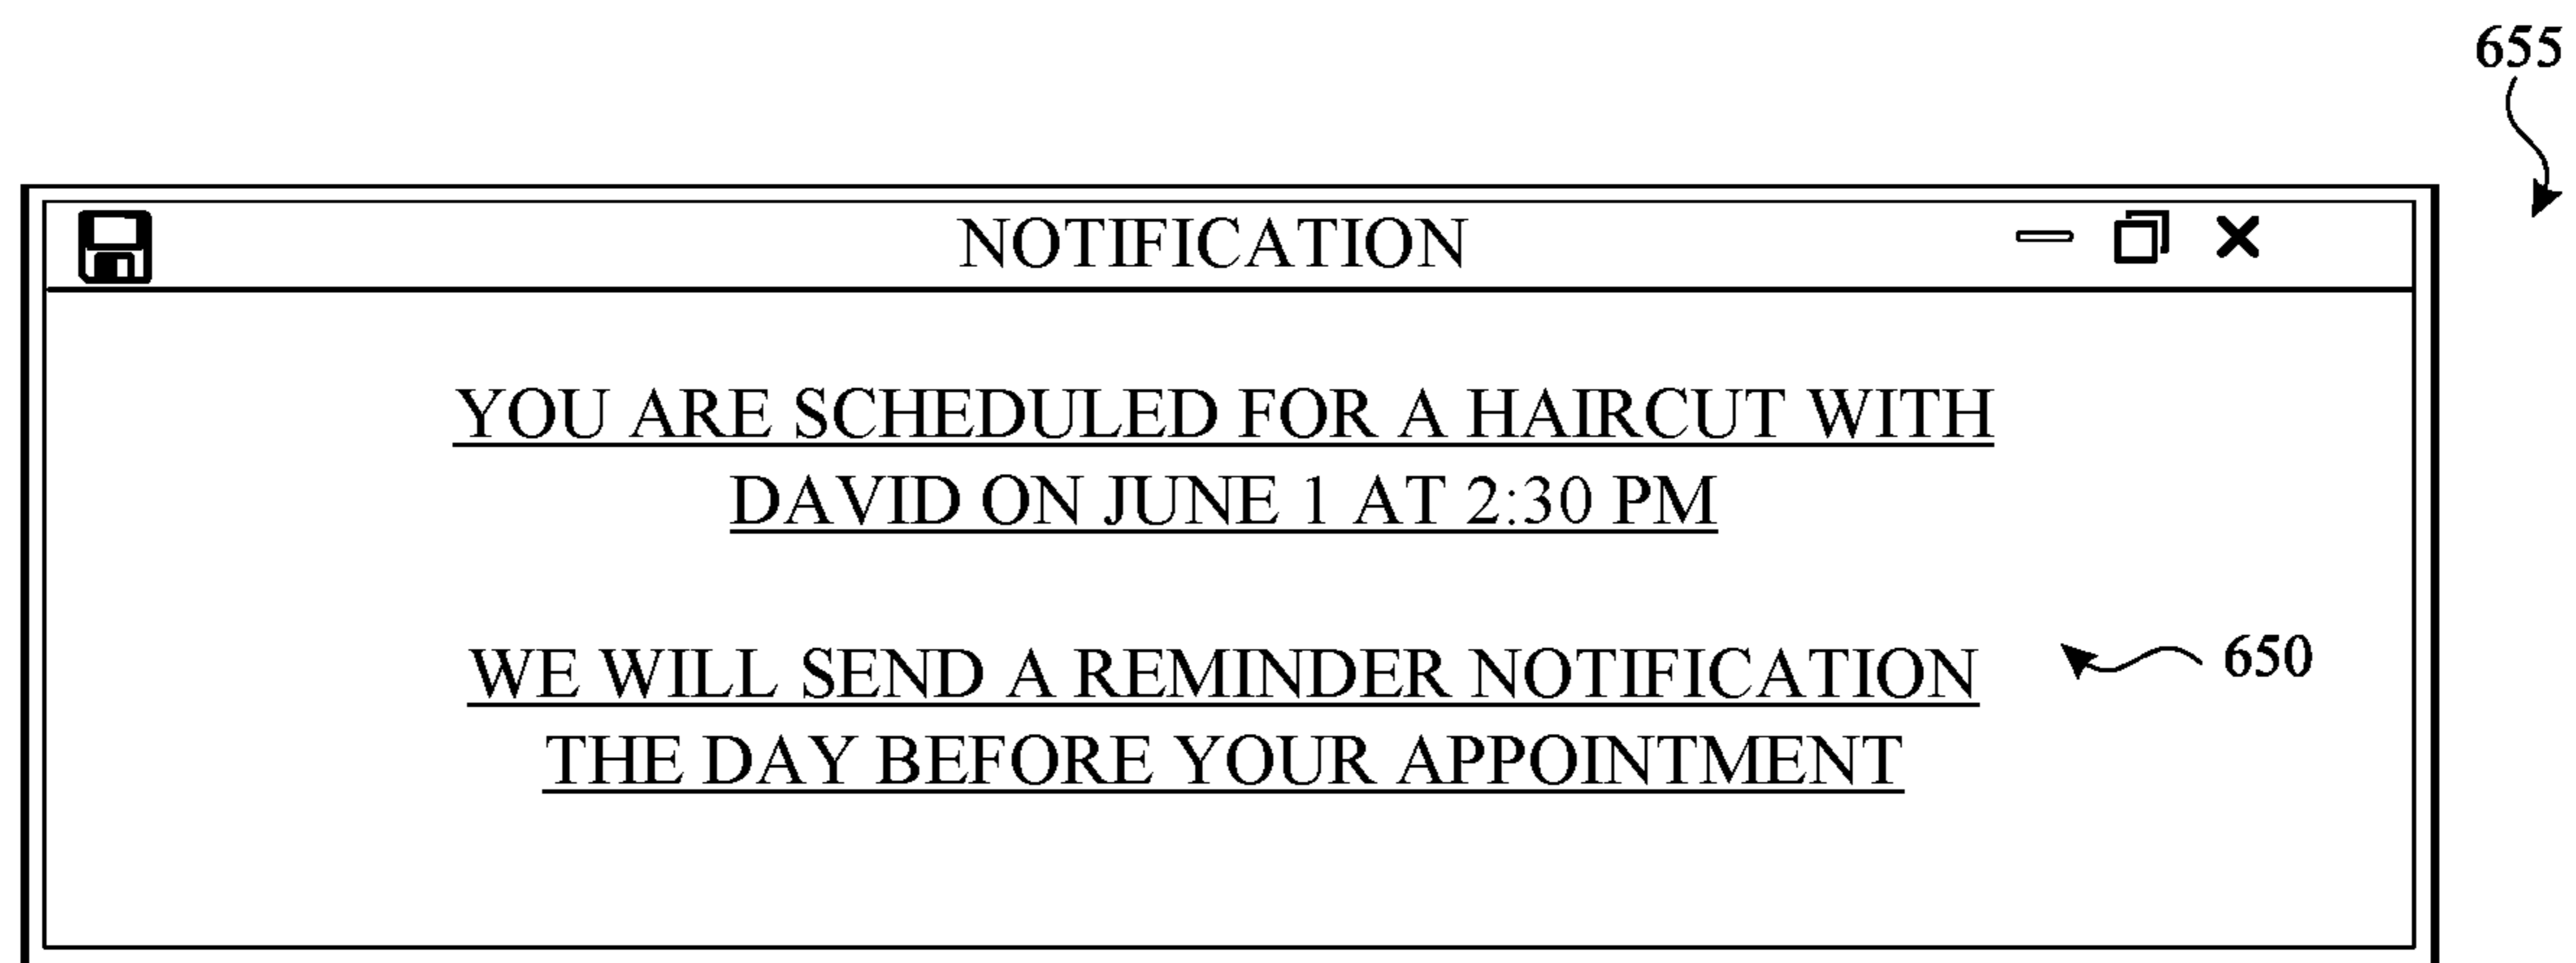 655
NOTIFICATION
YOU ARE SCHEDULED FOR A HAIRCUT WITH
DAVID ON JUNE 1 AT 2:30 PM
WE WILL SEND A REMINDER NOTIFICATION
650
THE DAY BEFORE YOUR APPOINTMENT